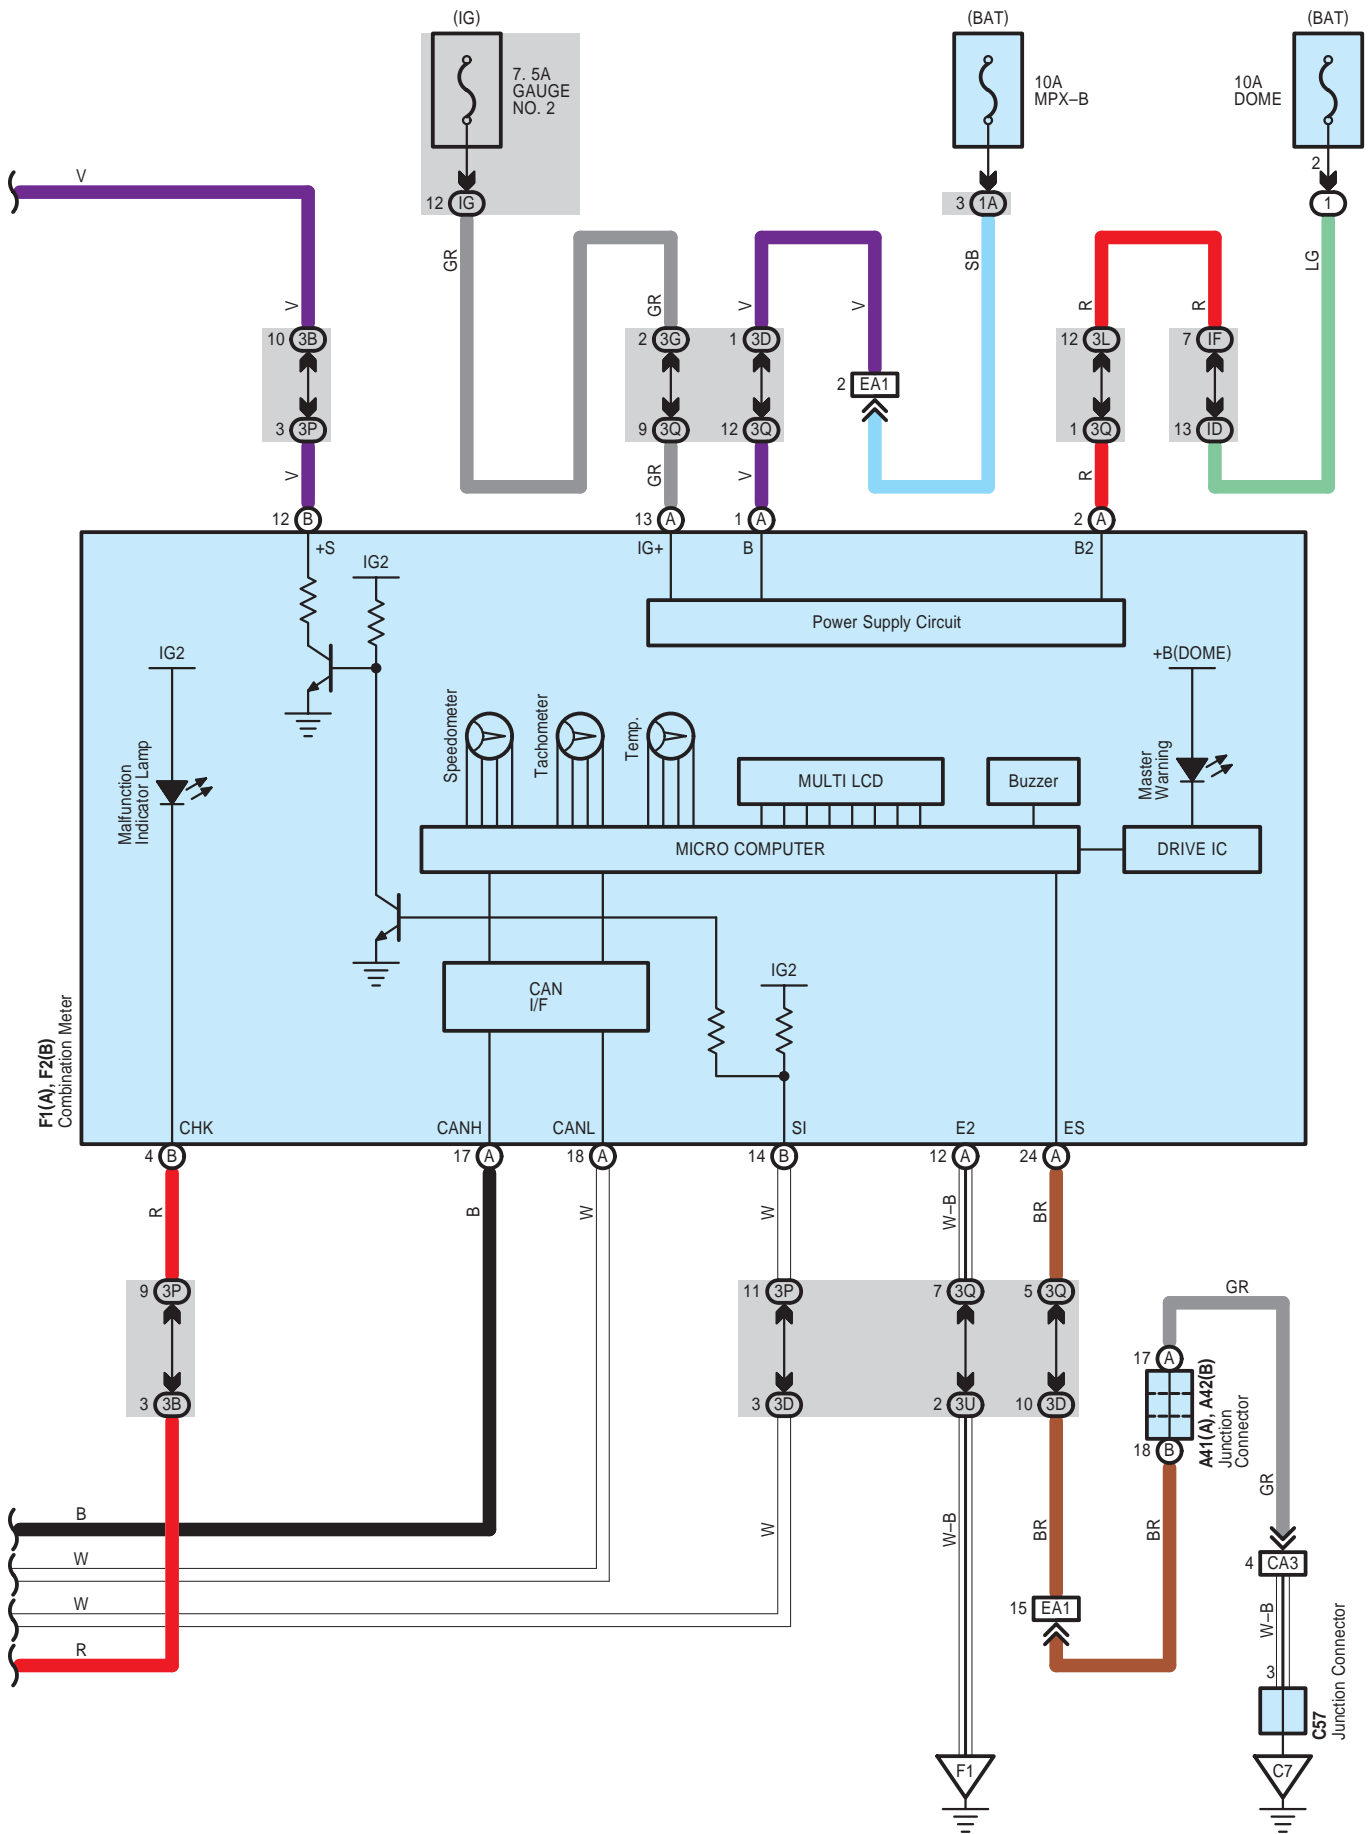 (IG)
(BAT)
(BAT)
7. 5A
GAUGE
NO. 2
10A
MPX–B
10A
DOME
2
V
12 IG
3 1A
1
GR
SB
LG
V
GR
V
V
R
R
10 3B
2 3G
1 3D
12 3L
7 IF
2 EA1
3 3P
9 3Q
12 3Q
1 3Q
13 ID
V
GR
V
R
12 B
13 A
1 A
2 A
+S
IG+
B
B2
IG2
Power Supply Circuit
IG2
+B(DOME)
Speedometer
Tachometer
Temp.
Malfunction
Indicator Lamp
MULTI LCD
Buzzer
Master
Warning
MICRO COMPUTER
DRIVE IC
CAN
I/F
IG2
F1(A), F2(B)
Combination Meter
CHK
CANH
CANL
SI
E2
ES
4 B
17 A
18 A
14 B
12 A
24 A
R
B
W
W
W–B
BR
9 3P
11 3P
7 3Q
5 3Q
GR
17 A
3 3B
3 3D
2 3U
10 3D
18 B
A41(A), A42(B)
Junction
Connector
GR
B
W
W–B
BR
BR
W
4 CA3
W
15 EA1
W–B
R
3
C57
Junction Connector
F1
C7